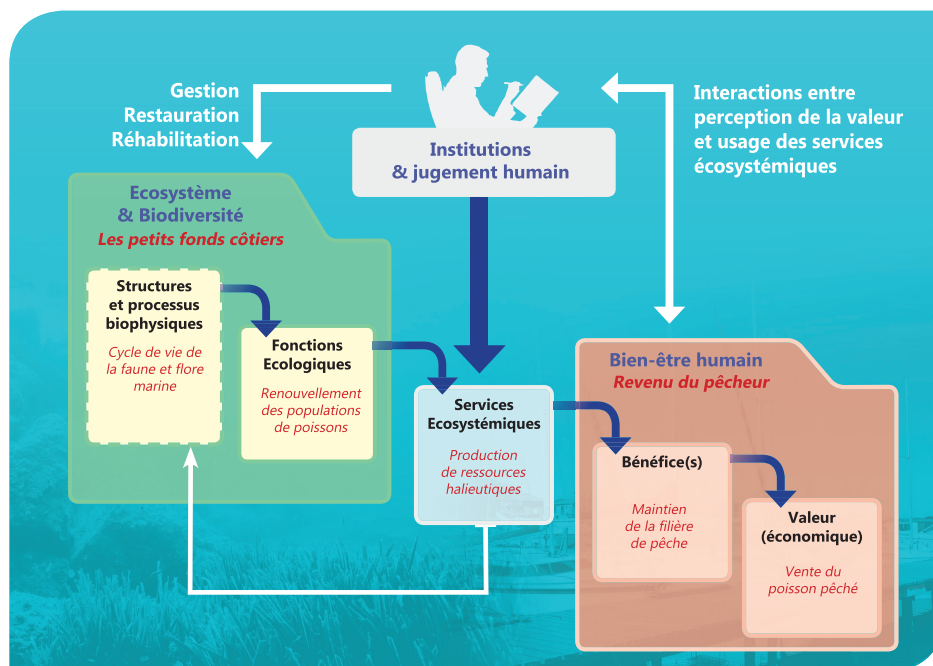 Gestion
Restauration
Réhabilitation
Institutions
& jugement humain
Interactions entre
perception de la valeur
et usage des services
écosystémiques
Ecosystème
& Biodiversité
Les petits fonds côtiers
Structures
et processus
biophysiques
Cycle de vie de
la faune et flore
marine
Fonctions
Ecologiques
Renouvellement
des populations
de poissons
Services
Ecosystémiques
Production
de ressources
halieutiques
Bien-être humain
Revenu du pêcheur
Bénéfice(s)
Maintien
de la filière
de pêche
Valeur
(économique)
Vente du
poisson pêché